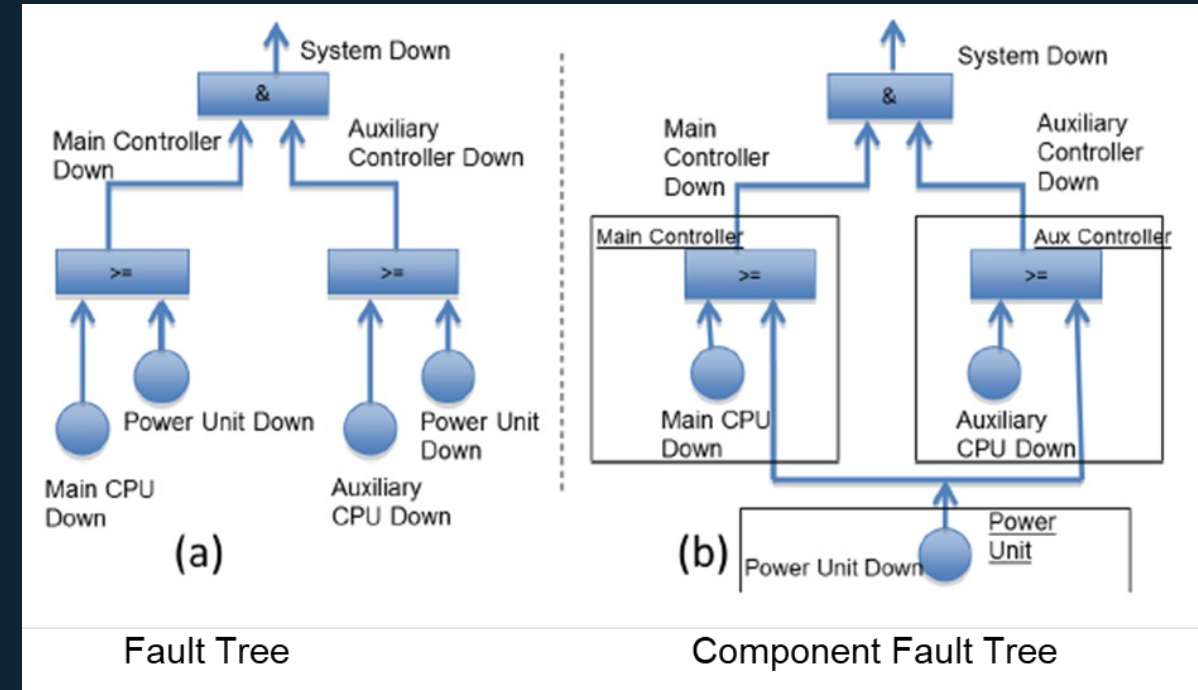 System Down
&
Main Controller
Down
Auxiliary
Controller Down
>=
>=
Power Unit Down
Power Unit
Down
Main CPU
Down
Auxiliary
CPU Down
(a)
System Down
&
Main
Controller
Down
Auxiliary
Controller
Down
Main Controller
Aux Controller
>=
>=
Main CPU
Down
Auxiliary
CPU Down
Power
Unit
Power Unit Down
(b)
Fault Tree
Component Fault Tree